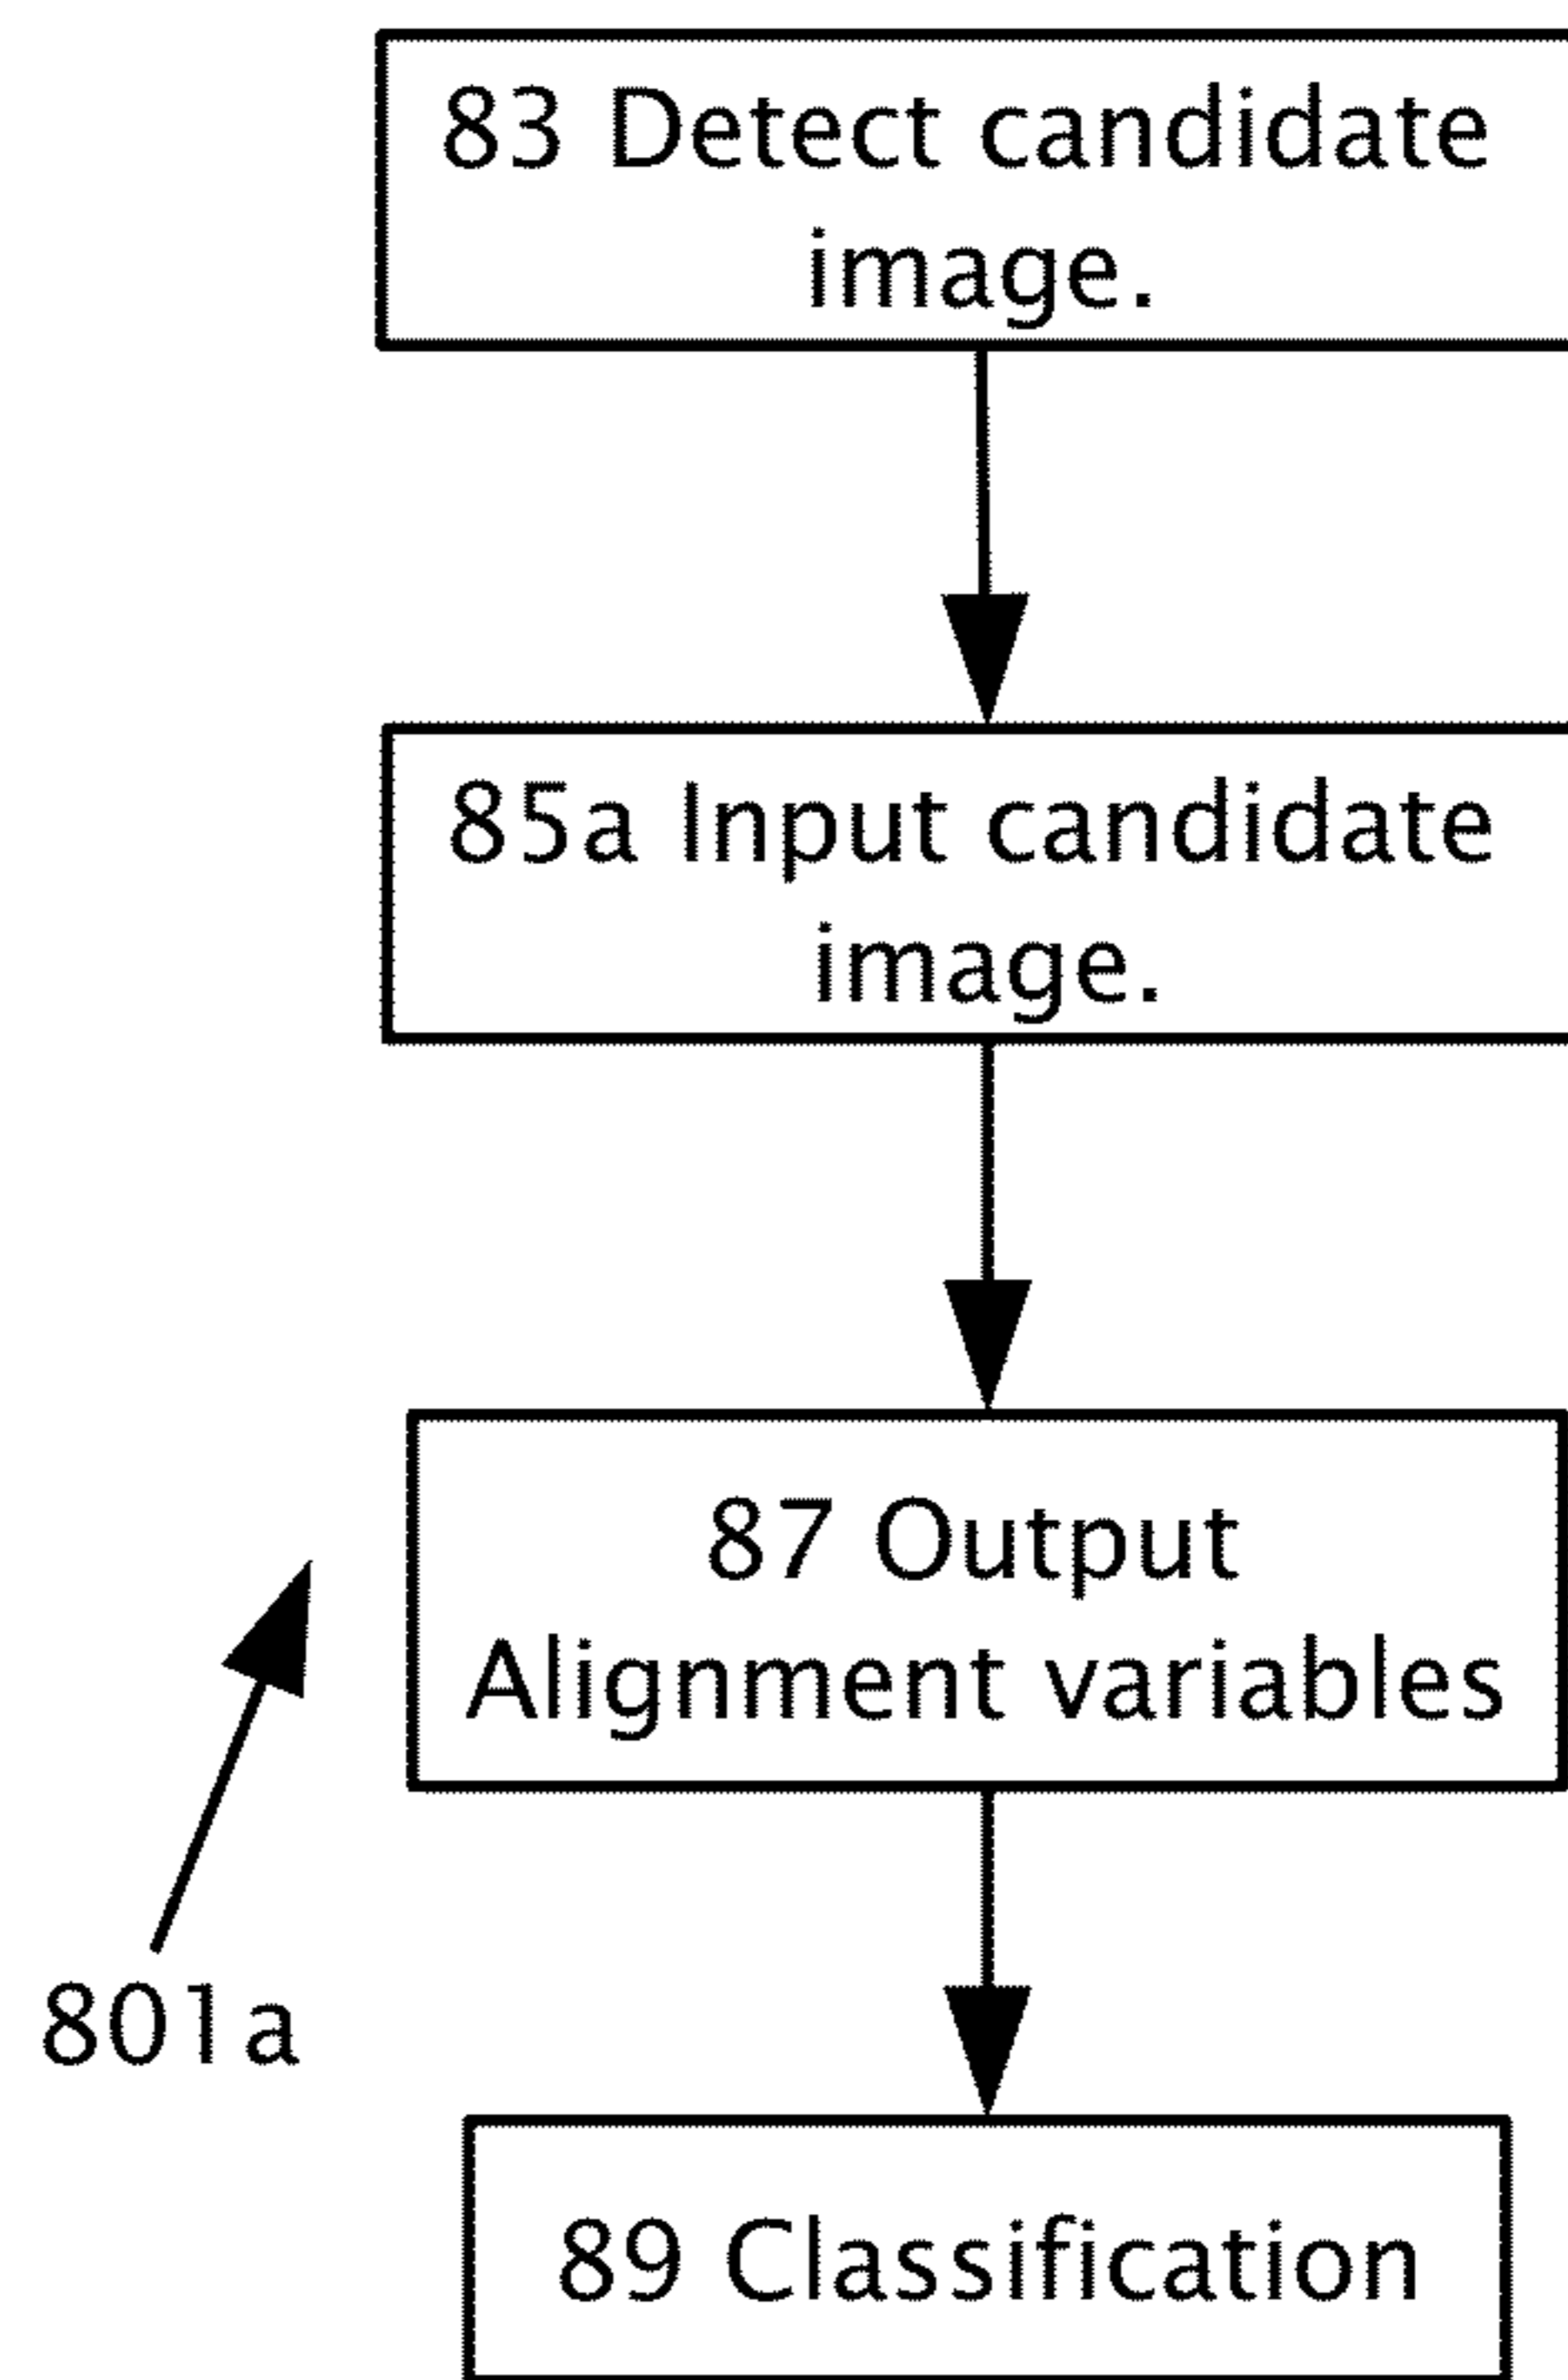 83 Detect candidate
image.
85a Input candidate
image.
87 Output
Alignment variables
801a
89 Classification